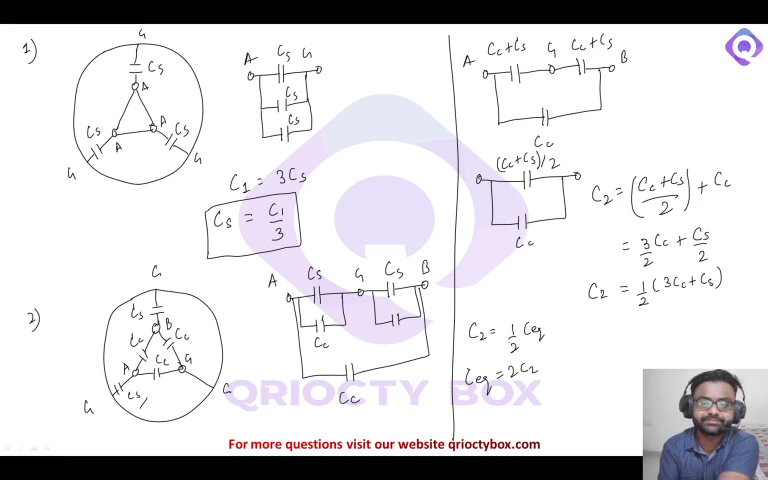 1)
G
Cs
A
Cs
A
A
Cs
G
G
A
Cs
G
Cs
Cs
C1 = 3Cs
Cs = C1/3
2)
G
Cs
B
Cc
Cc
A
Cc
G
Cs
G
G
A
Cs
G
Cs
B
Cc
Cc
A
Cc+Cs
G
Cc+Cs
B
Cc
(Cc+Cs)/2
Cc
C2 = (Cc+Cs/2) + Cc
= 3/2 Cc + Cs/2
C2 = 1/2 (3Cc+Cs)
C2 = 1/2 Ceq
Ceq = 2C2
QRIOCTY BOX
For more questions visit our website qrioctybox.com